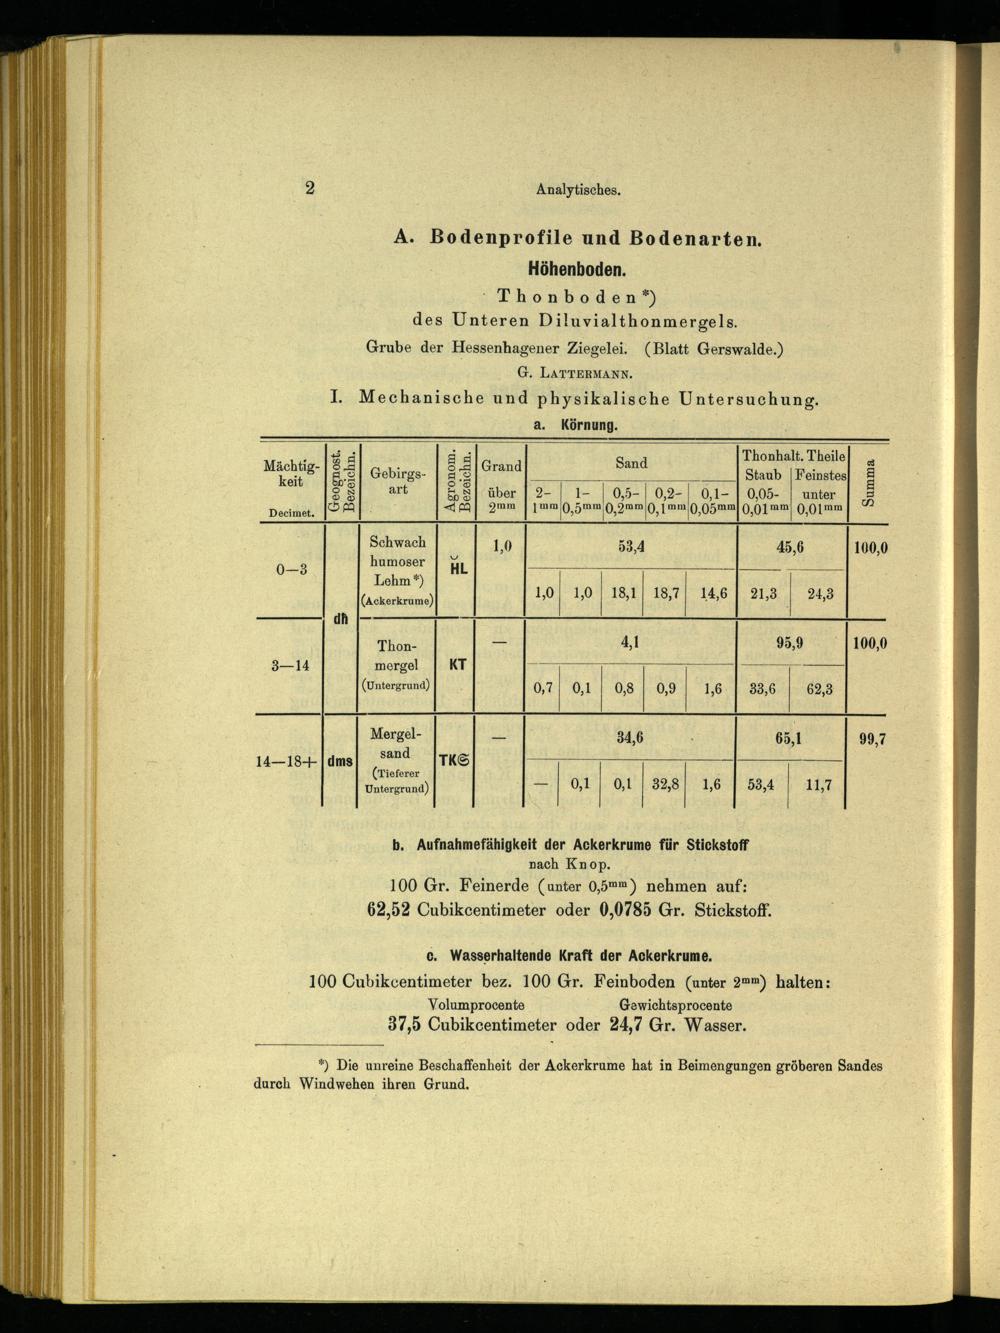 2 Analytisches.
A. Bodenprofile und Bodenarten.
Höhenboden.
Thonboden*)
des Unteren Diluvialthonmergels.
Grube der Hessenhagener Ziegelei. (Blatt Gerswalde.)
G. LATTERMANN.
I. Mechanische und physikalische Untersuchung.
a. Körnung.
Mächtig-
keit
Decimet.
Geognost.
Bezeichn.
Gebirgs-
art
Agronom.
Bezeichn.
Grand
über
2mm
Sand
2- 1- 0,5- 0,2- 0,1-
1mm 0,5mm 0,2mm 0,1mm 0,05mm
Thonhalt. Theile
Staub Feinstes
0,05- unter
0,01mm 0,01mm
Summa
0—3
dh
Schwach
humoser
Lehm*)
(Ackerkrume)
H̆L
1,0 53,4 45,6 100,0
1,0 1,0 18,1 18,7 14,6 21,3 24,3
3—14
Thon-
mergel
(Untergrund)
KT
— 4,1 95,9 100,0
0,7 0,1 0,8 0,9 1,6 33,6 62,3
14—18+
dms
Mergel-
sand
(Tieferer
Untergrund)
TKS
— 34,6 65,1 99,7
— 0,1 0,1 32,8 1,6 53,4 11,7
b. Aufnahmefähigkeit der Ackerkrume für Stickstoff
nach Knop.
100 Gr. Feinerde (unter 0,5mm) nehmen auf:
62,52 Cubikcentimeter oder 0,0785 Gr. Stickstoff.
c. Wasserhaltende Kraft der Ackerkrume.
100 Cubikcentimeter bez. 100 Gr. Feinboden (unter 2mm) halten:
Volumprocente Gewichtsprocente
37,5 Cubikcentimeter oder 24,7 Gr. Wasser.
*) Die unreine Beschaffenheit der Ackerkrume hat in Beimengungen gröberen Sandes
durch Windwehen ihren Grund.